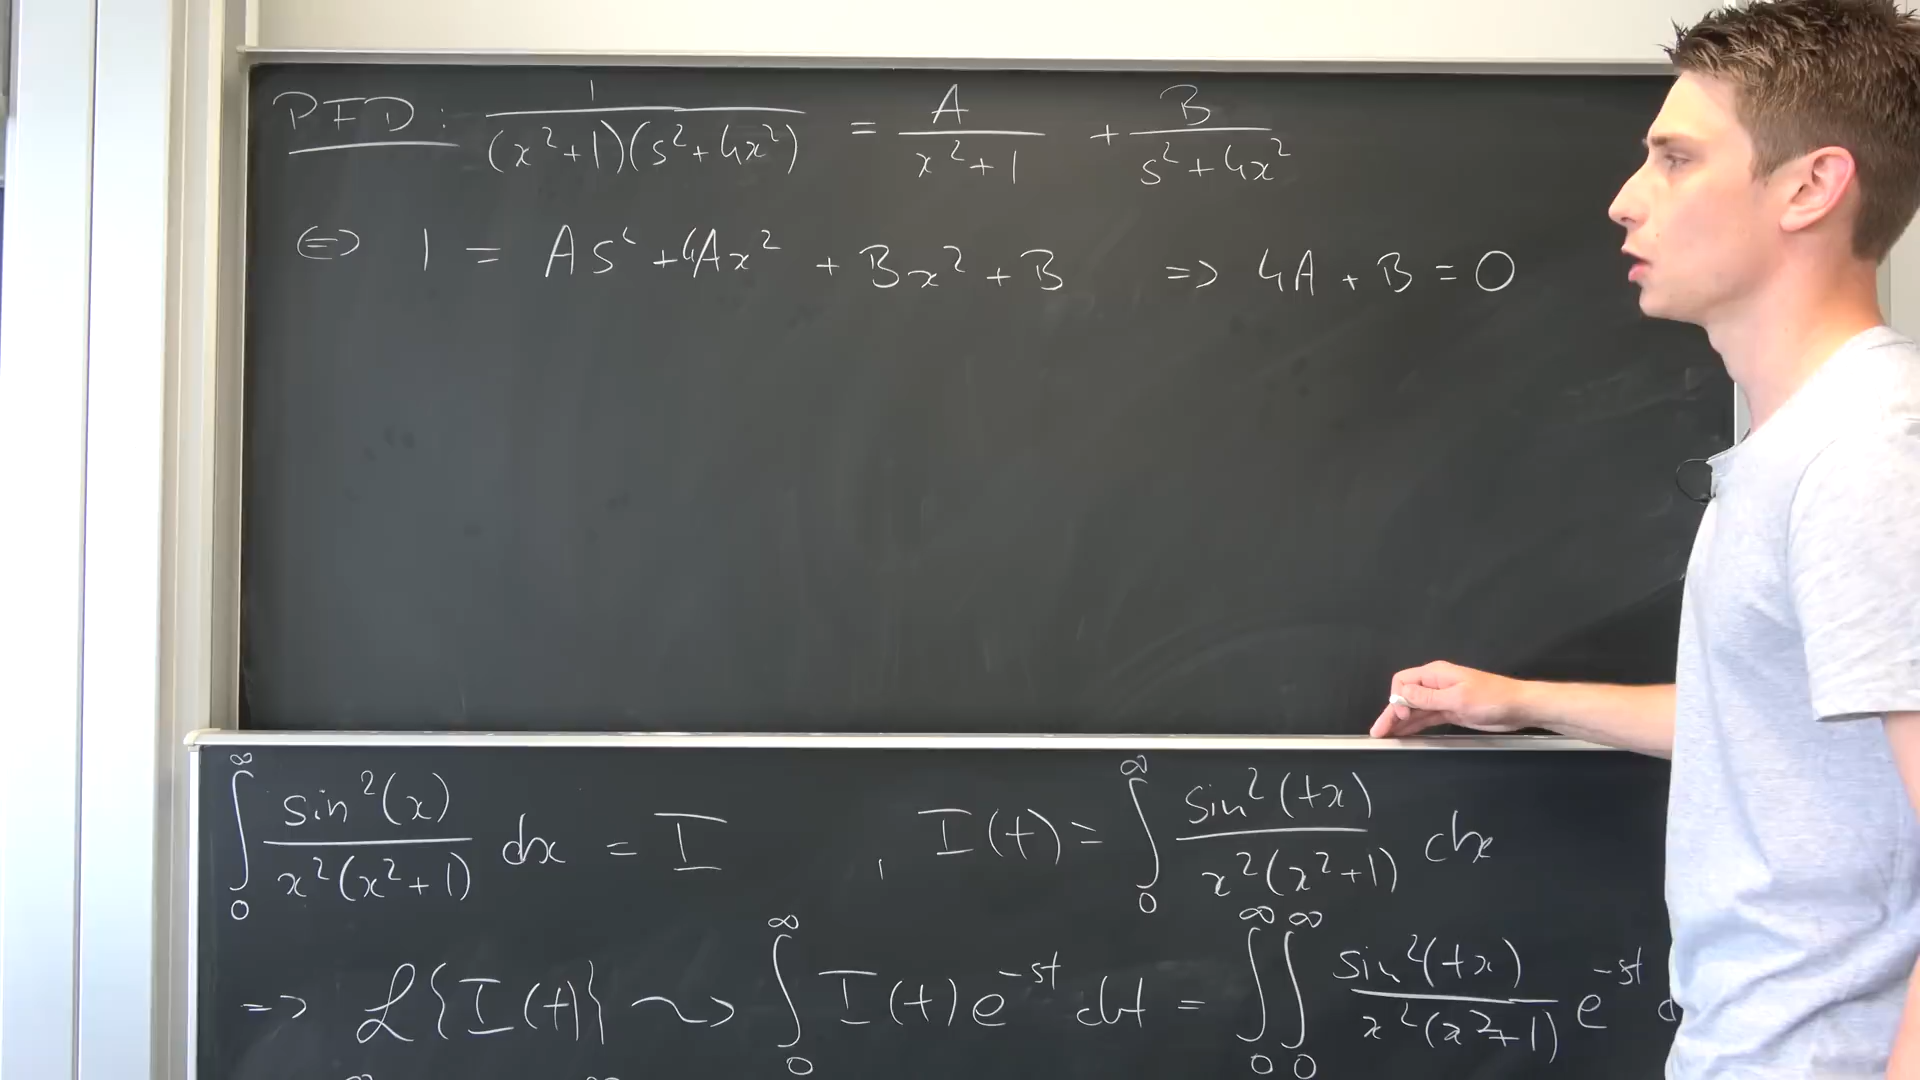 PFD: 1/((x²+1)(s²+4x²)) = A/(x²+1) + B/(s²+4x²)
⇔ 1 = As² + 4Ax² + Bx² + B => 4A + B = 0
∫₀^∞ sin²(x)/(x²(x²+1)) dx = I , I(t) = ∫₀^∞ sin²(tx)/(x²(x²+1)) dx
=> ℒ{I(t)} ⤳ ∫₀^∞ I(t) e^(-st) dt = ∫₀^∞ ∫₀^∞ sin²(tx)/(x²(x²+1)) e^(-st)